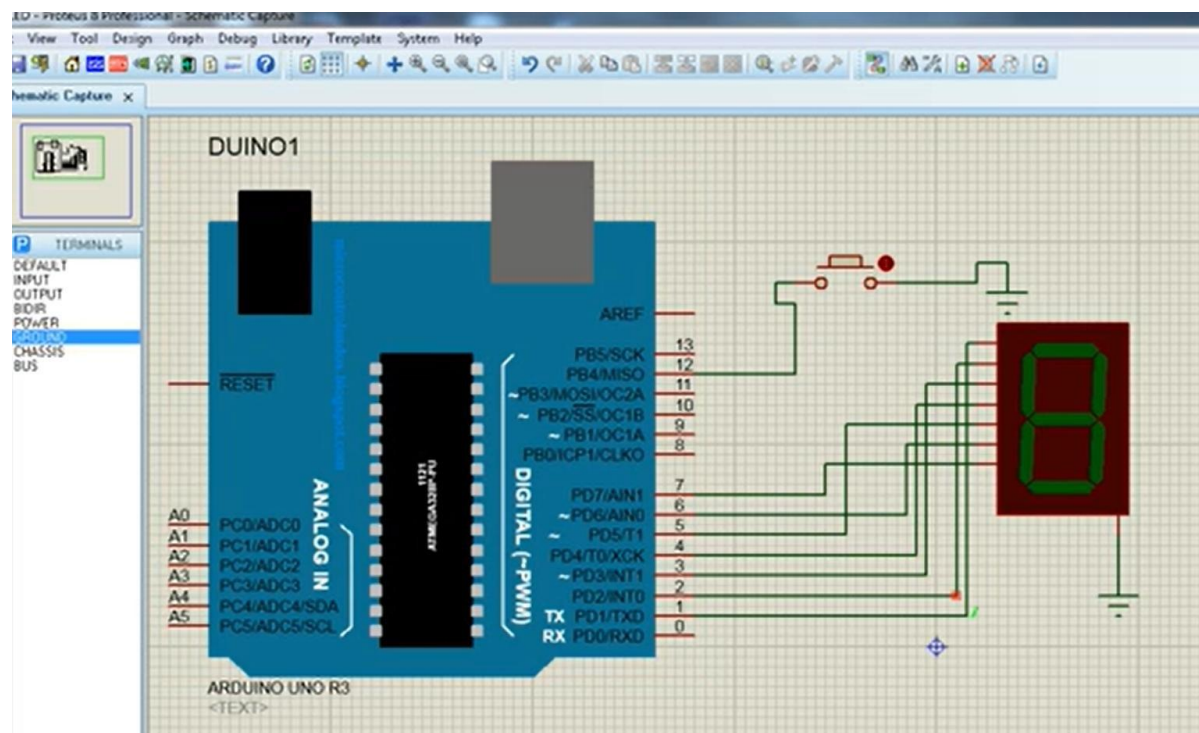 Proteus 8 Professional - Schematic Capture
View Tool Design Graph Debug Library Template System Help
Schematic Capture x
P TERMINALS
DEFAULT
INPUT
OUTPUT
BIDIR
POWER
GROUND
CHASSIS
BUS
DUINO1
AREF
RESET
PB5/SCK 13
PB4/MISO 12
~PB3/MOSI/OC2A 11
~ PB2/SS/OC1B 10
~ PB1/OC1A 9
PB0/ICP1/CLKO 8
PD7/AIN1 7
~PD6/AIN0 6
~ PD5/T1 5
PD4/T0/XCK 4
~PD3/INT1 3
PD2/INT0 2
TX PD1/TXD 1
RX PD0/RXD 0
DIGITAL (~PWM)
ANALOG IN
A0 PC0/ADC0
A1 PC1/ADC1
A2 PC2/ADC2
A3 PC3/ADC3
A4 PC4/ADC4/SDA
A5 PC5/ADC5/SCL
ARDUINO UNO R3
<TEXT>